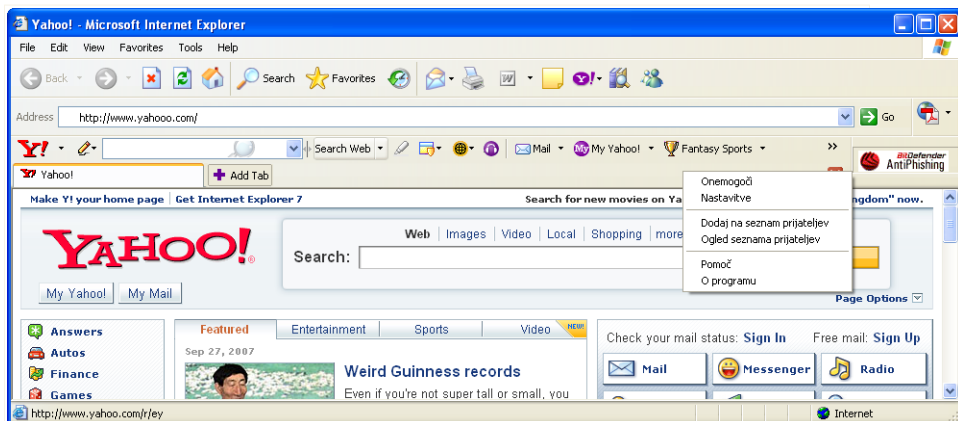 Yahoo! - Microsoft Internet Explorer
File Edit View Favorites Tools Help
Back Search Favorites
Address http://www.yahooo.com/ Go
Y! Search Web Mail My Yahoo! Fantasy Sports »
BitDefender
AntiPhishing
Yahoo! Add Tab
Onemogoči
Nastavitve
Dodaj na seznam prijateljev
Ogled seznama prijateljev
Pomoč
O programu
Make Y! your home page Get Internet Explorer 7 Search for new movies on Ya ngdom" now.
YAHOO!
Web Images Video Local Shopping more
Search:
My Yahoo! My Mail
Page Options
Answers
Autos
Finance
Games
Featured Entertainment Sports Video NEW!
Sep 27, 2007
Weird Guinness records
Even if you're not super tall or small, you
Check your mail status: Sign In Free mail: Sign Up
Mail Messenger Radio
http://www.yahoo.com/r/ey Internet